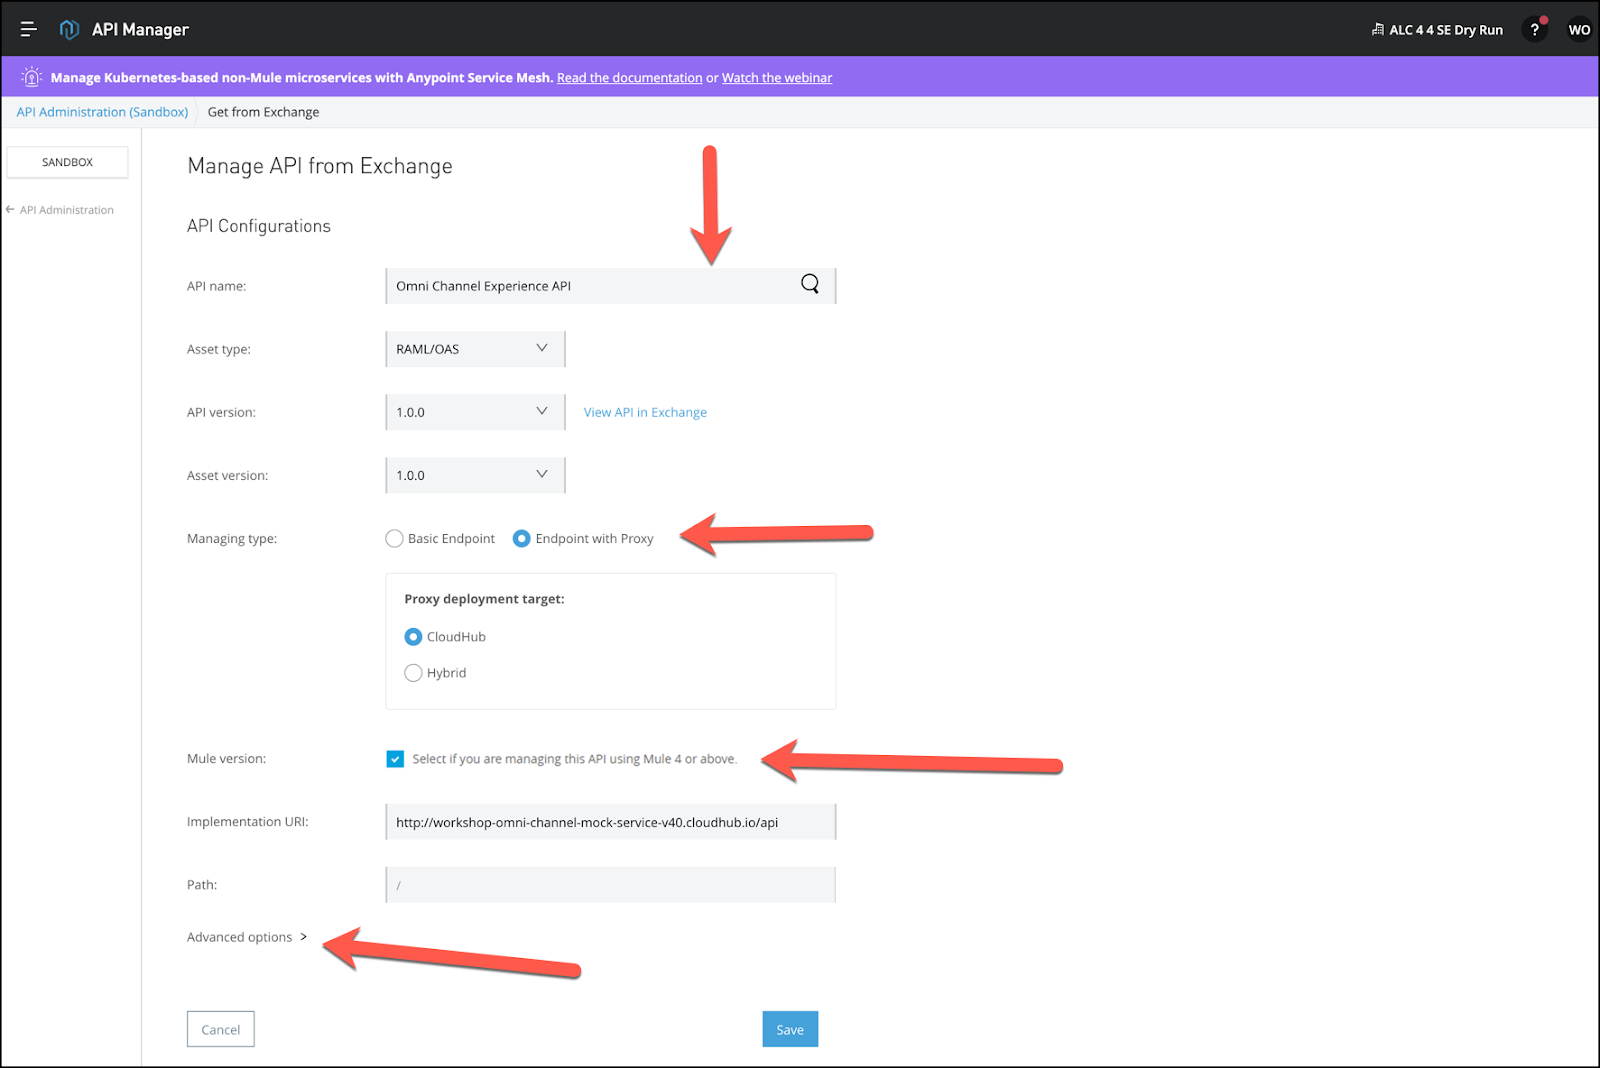 API Manager
ALC 4 4 SE Dry Run
?
WO
Manage Kubernetes-based non-Mule microservices with Anypoint Service Mesh. Read the documentation or Watch the webinar
API Administration (Sandbox)
Get from Exchange
SANDBOX
API Administration
Manage API from Exchange
API Configurations
API name:
Omni Channel Experience API
Asset type:
RAML/OAS
API version:
1.0.0
View API in Exchange
Asset version:
1.0.0
Managing type:
Basic Endpoint
Endpoint with Proxy
Proxy deployment target:
CloudHub
Hybrid
Mule version:
Select if you are managing this API using Mule 4 or above.
Implementation URI:
http://workshop-omni-channel-mock-service-v40.cloudhub.io/api
Path:
/
Advanced options >
Cancel
Save